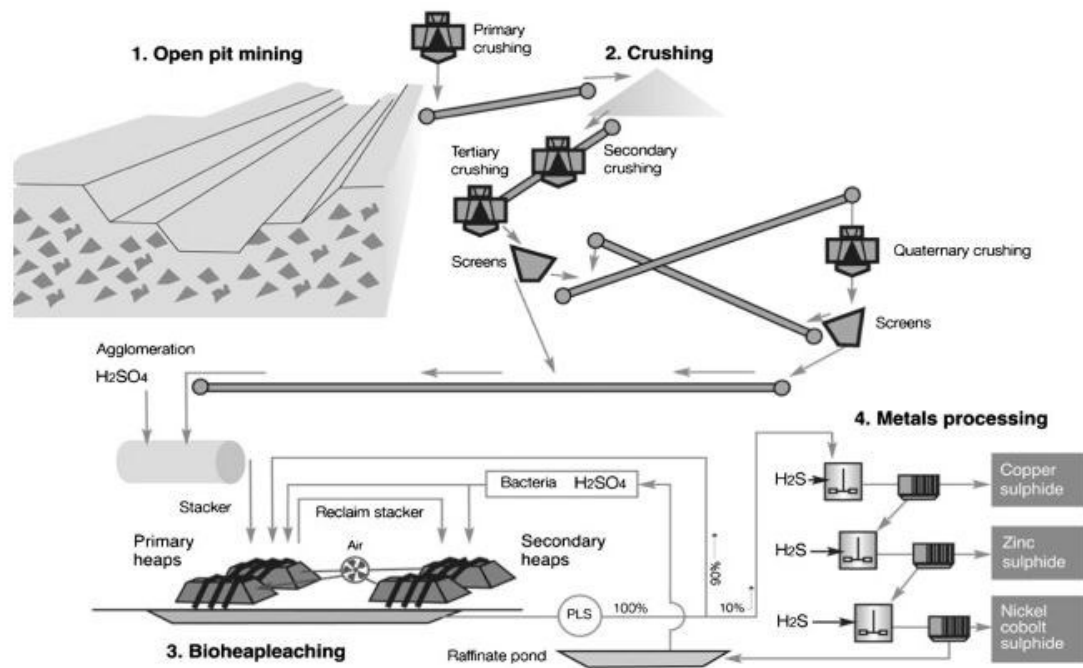 1. Open pit mining
Primary
crushing
2. Crushing
Tertiary
crushing
Secondary
crushing
Screens
Quaternary crushing
Screens
Agglomeration
H2SO4
Stacker
Primary
heaps
Reclaim stacker
Air
Bacteria H2SO4
Secondary
heaps
PLS
100%
90%
10%
3. Bioheapleaching
Raffinate pond
4. Metals processing
H2S
Copper
sulphide
H2S
Zinc
sulphide
H2S
Nickel
cobolt
sulphide